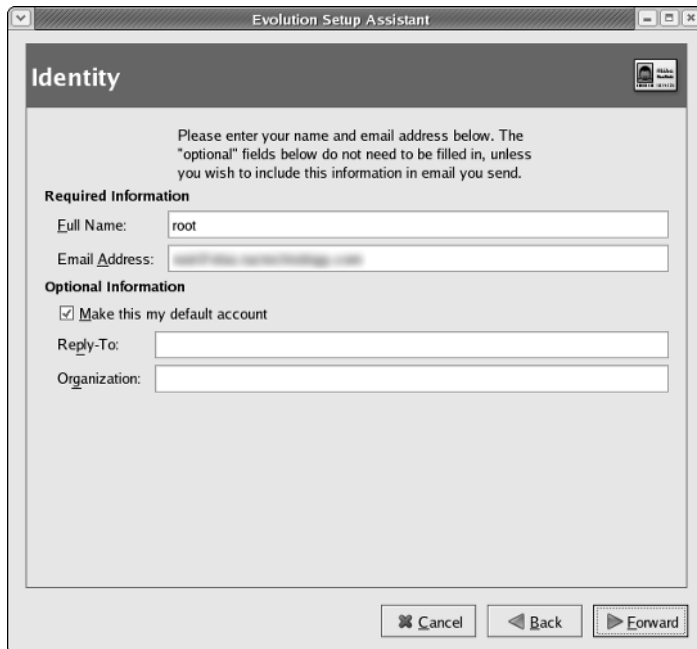 Evolution Setup Assistant
Identity
Please enter your name and email address below. The
"optional" fields below do not need to be filled in, unless
you wish to include this information in email you send.
Required Information
Full Name: root
Email Address:
Optional Information
Make this my default account
Reply-To:
Organization:
Cancel Back Forward